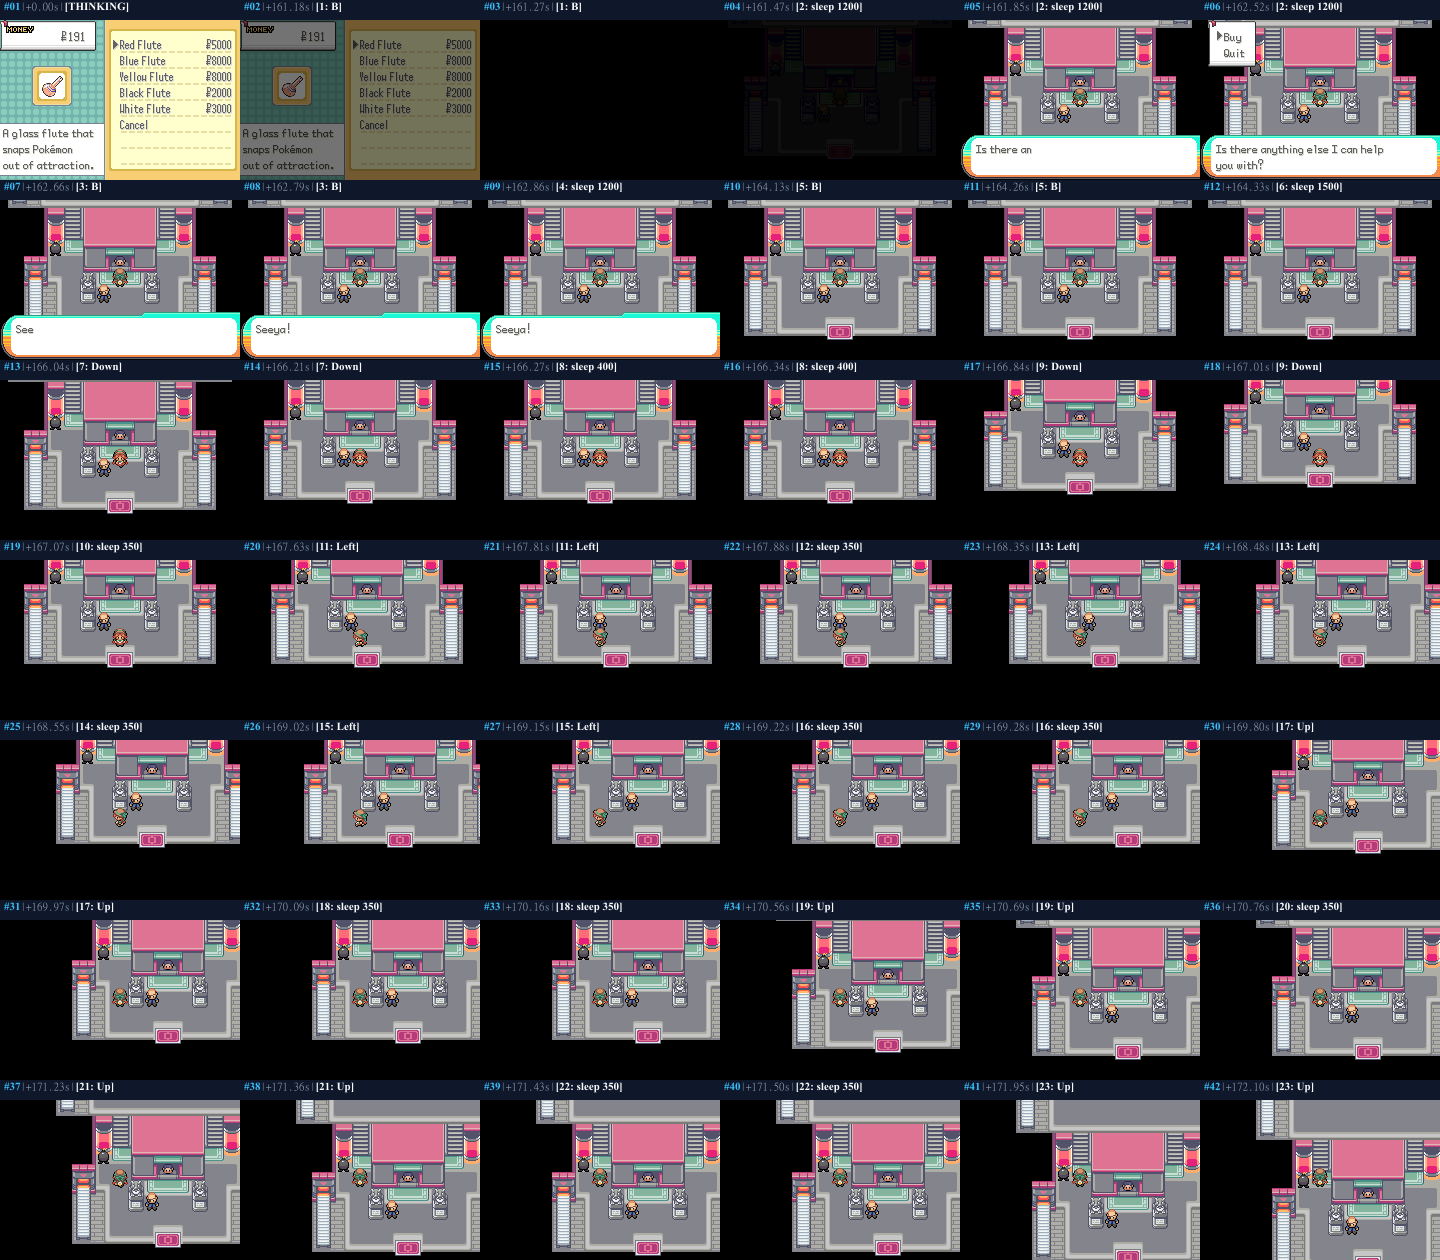 #01 | +0.00s | [THINKING]
#02 | +161.18s | [1: B]
#03 | +161.27s | [1: B]
#04 | +161.47s | [2: sleep 1200]
#05 | +161.85s | [2: sleep 1200]
#06 | +162.52s | [2: sleep 1200]
MONEY
₽191
Red Flute ₽5000
Blue Flute ₽8000
Yellow Flute ₽8000
Black Flute ₽2000
White Flute ₽3000
Cancel
A glass flute that
snaps Pokémon
out of attraction.
MONEY
₽191
Red Flute ₽5000
Blue Flute ₽8000
Yellow Flute ₽8000
Black Flute ₽2000
White Flute ₽3000
Cancel
A glass flute that
snaps Pokémon
out of attraction.
Is there an
Buy
Quit
Is there anything else I can help
you with?
#07 | +162.66s | [3: B]
#08 | +162.79s | [3: B]
#09 | +162.86s | [4: sleep 1200]
#10 | +164.13s | [5: B]
#11 | +164.26s | [5: B]
#12 | +164.33s | [6: sleep 1500]
See
Seeya!
Seeya!
#13 | +166.04s | [7: Down]
#14 | +166.21s | [7: Down]
#15 | +166.27s | [8: sleep 400]
#16 | +166.34s | [8: sleep 400]
#17 | +166.84s | [9: Down]
#18 | +167.01s | [9: Down]
#19 | +167.07s | [10: sleep 350]
#20 | +167.63s | [11: Left]
#21 | +167.81s | [11: Left]
#22 | +167.88s | [12: sleep 350]
#23 | +168.35s | [13: Left]
#24 | +168.48s | [13: Left]
#25 | +168.55s | [14: sleep 350]
#26 | +169.02s | [15: Left]
#27 | +169.15s | [15: Left]
#28 | +169.22s | [16: sleep 350]
#29 | +169.28s | [16: sleep 350]
#30 | +169.80s | [17: Up]
#31 | +169.97s | [17: Up]
#32 | +170.09s | [18: sleep 350]
#33 | +170.16s | [18: sleep 350]
#34 | +170.56s | [19: Up]
#35 | +170.69s | [19: Up]
#36 | +170.76s | [20: sleep 350]
#37 | +171.23s | [21: Up]
#38 | +171.36s | [21: Up]
#39 | +171.43s | [22: sleep 350]
#40 | +171.50s | [22: sleep 350]
#41 | +171.95s | [23: Up]
#42 | +172.10s | [23: Up]